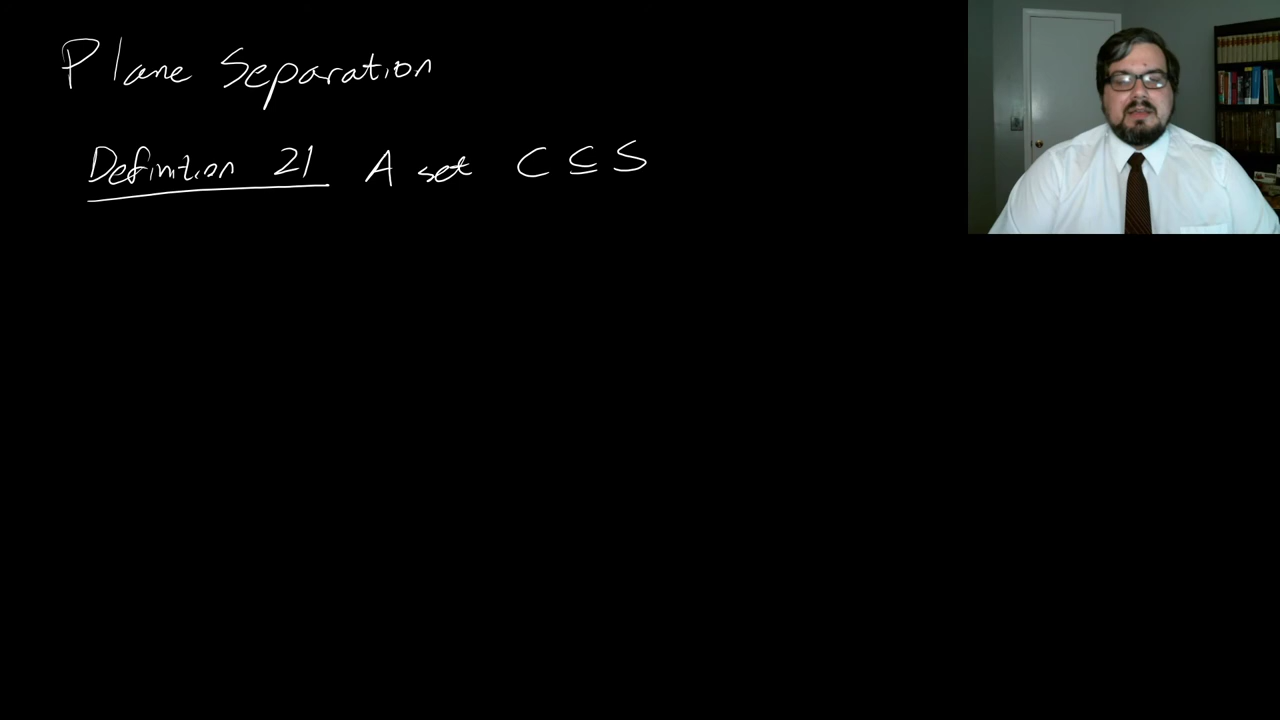 Plane Separation
Definition 21 A set C ⊆ S